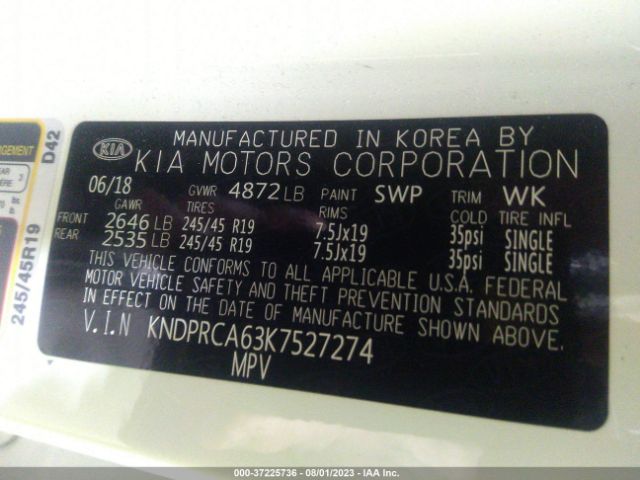 MANUFACTURED IN KOREA BY
KIA KIA MOTORS CORPORATION
06/18 GVWR 4872 LB PAINT SWP TRIM WK
TIRES RIMS COLD TIRE INFL
FRONT 2646 LB 245/45 R19 7.5Jx19 35psi SINGLE
REAR 2535 LB 245/45 R19 7.5Jx19 35psi SINGLE
THIS VEHICLE CONFORMS TO ALL APPLICABLE U.S.A. FEDERAL
MOTOR VEHICLE SAFETY AND THEFT PREVENTION STANDARDS
IN EFFECT ON THE DATE OF MANUFACTURE SHOWN ABOVE.
V.I.N KNDPRCA63K7527274
MPV
D42
245/45R19
000-37225736 - 08/01/2023 - IAA Inc.